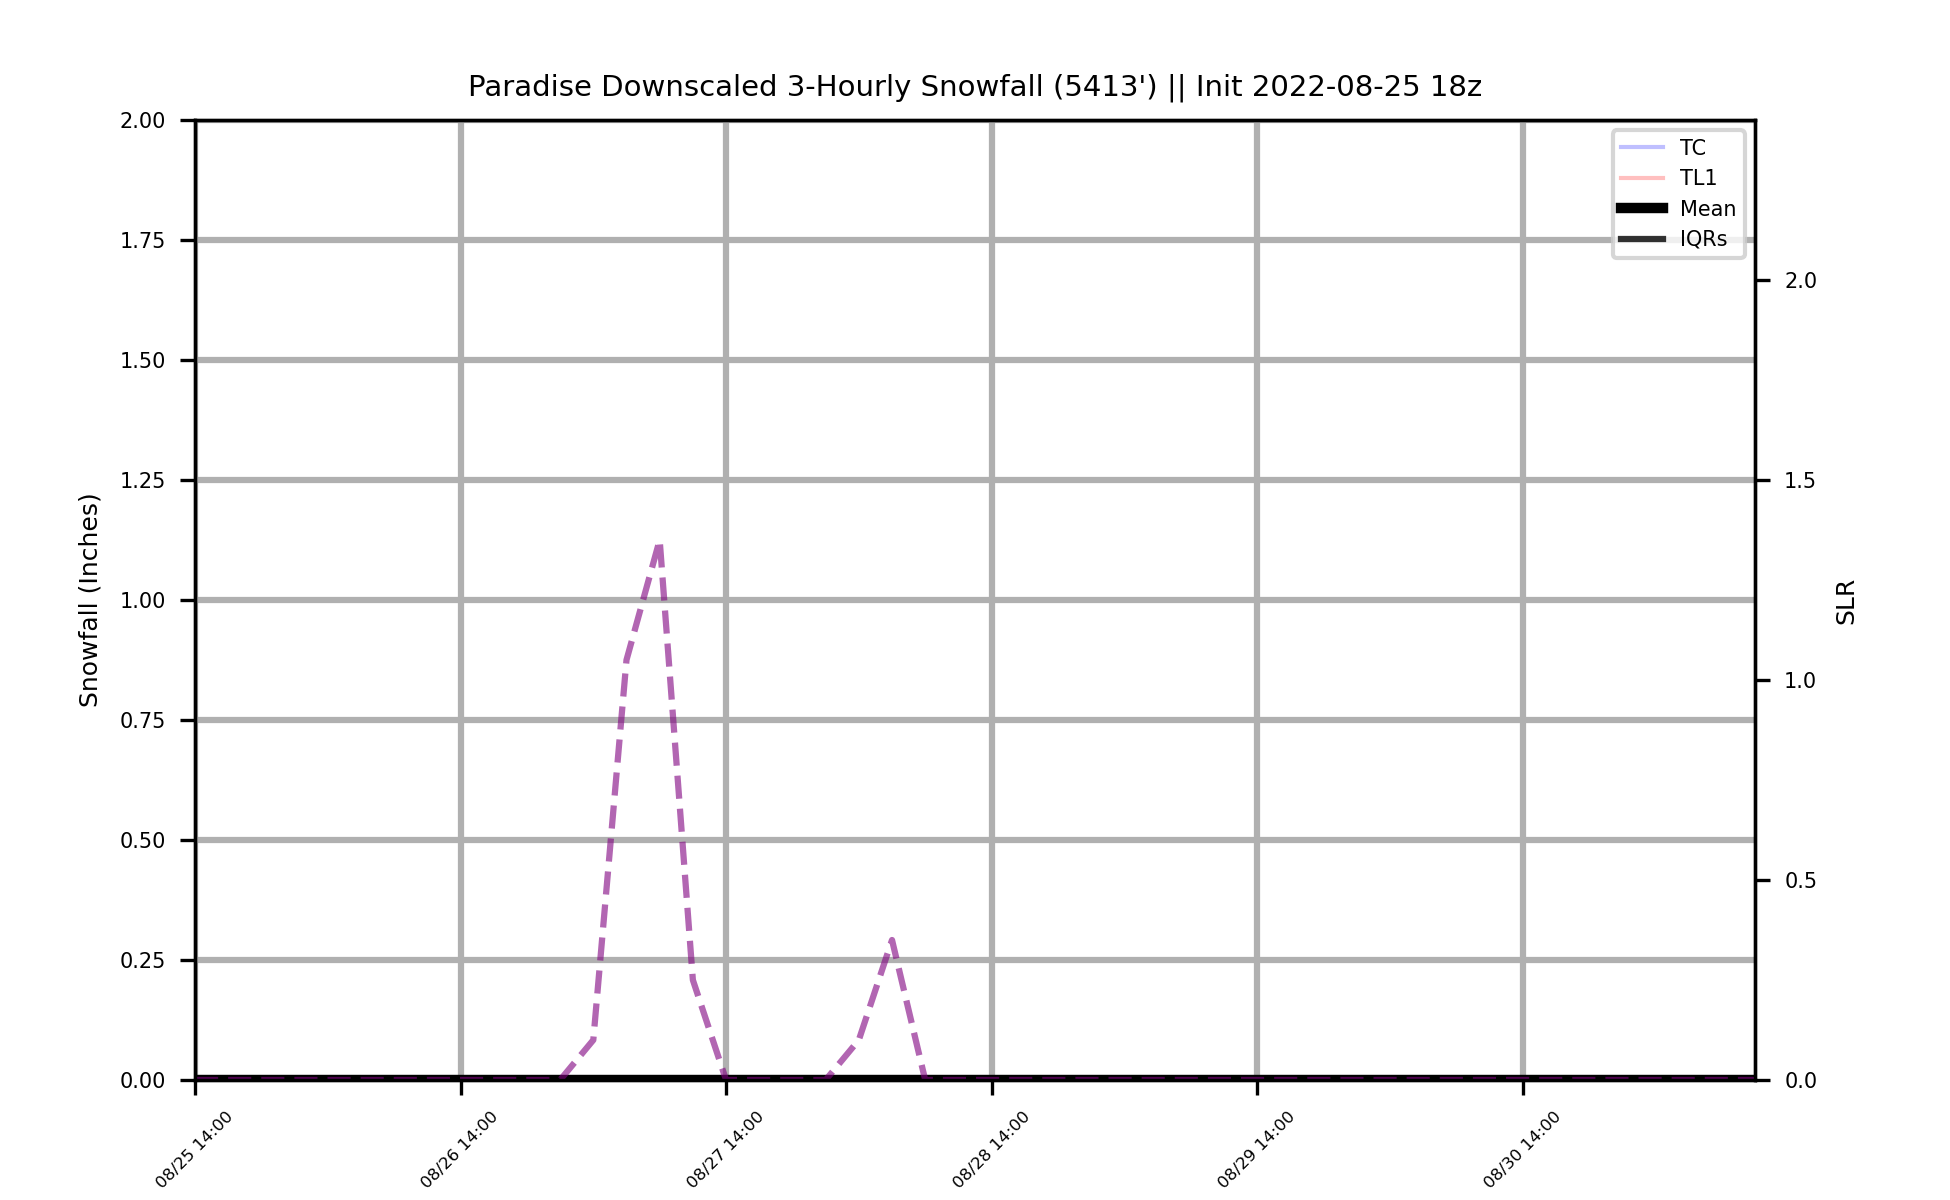 Paradise Downscaled 3-Hourly Snowfall (5413') || Init 2022-08-25 18z
TC
TL1
Mean
IQRs
2.00
1.75
1.50
1.25
1.00
0.75
0.50
0.25
0.00
Snowfall (Inches)
2.0
1.5
1.0
0.5
0.0
SLR
08/25 14:00
08/26 14:00
08/27 14:00
08/28 14:00
08/29 14:00
08/30 14:00